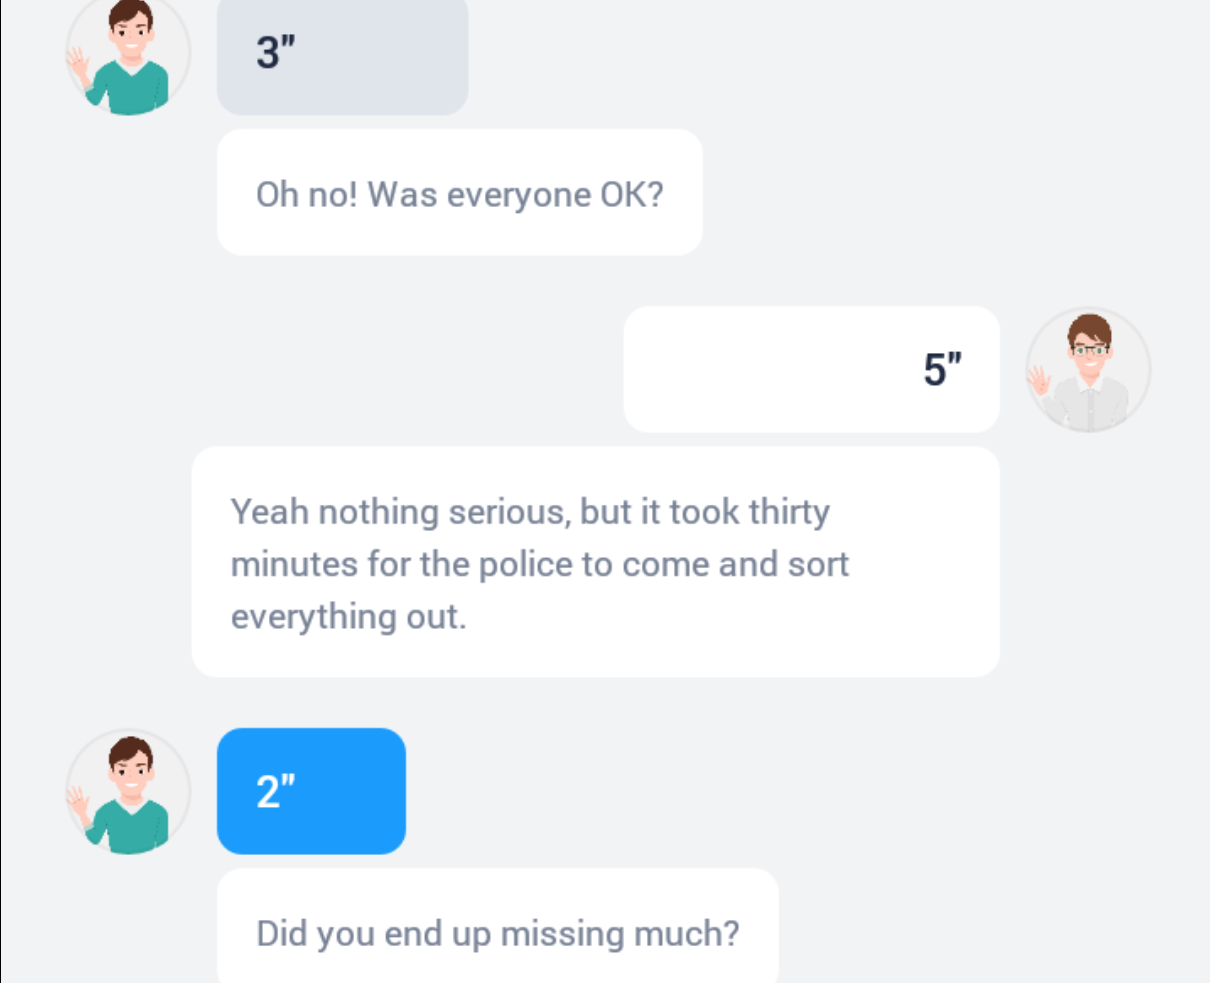 3"
Oh no! Was everyone OK?
5"
Yeah nothing serious, but it took thirty
minutes for the police to come and sort
everything out.
2"
Did you end up missing much?